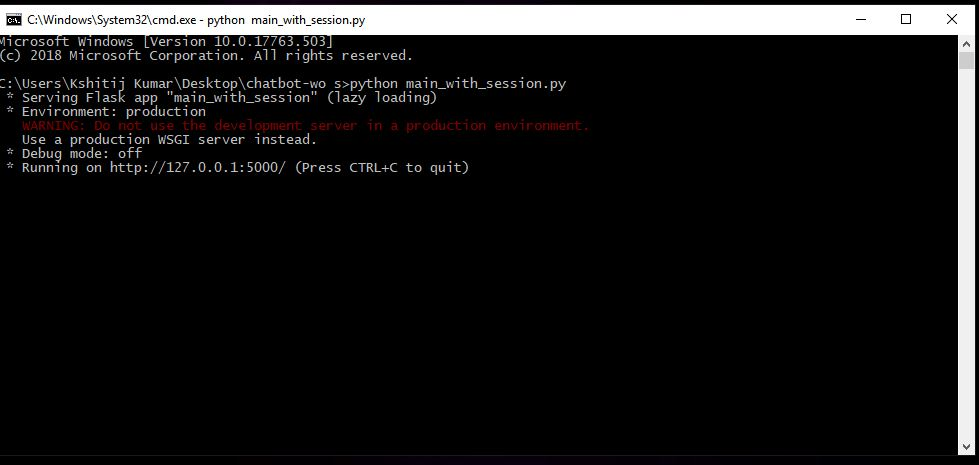 C:\Windows\System32\cmd.exe - python  main_with_session.py
Microsoft Windows [Version 10.0.17763.503]
(c) 2018 Microsoft Corporation. All rights reserved.
C:\Users\Kshitij Kumar\Desktop\chatbot-wo s>python main_with_session.py
* Serving Flask app "main_with_session" (lazy loading)
* Environment: production
WARNING: Do not use the development server in a production environment.
Use a production WSGI server instead.
* Debug mode: off
* Running on http://127.0.0.1:5000/ (Press CTRL+C to quit)